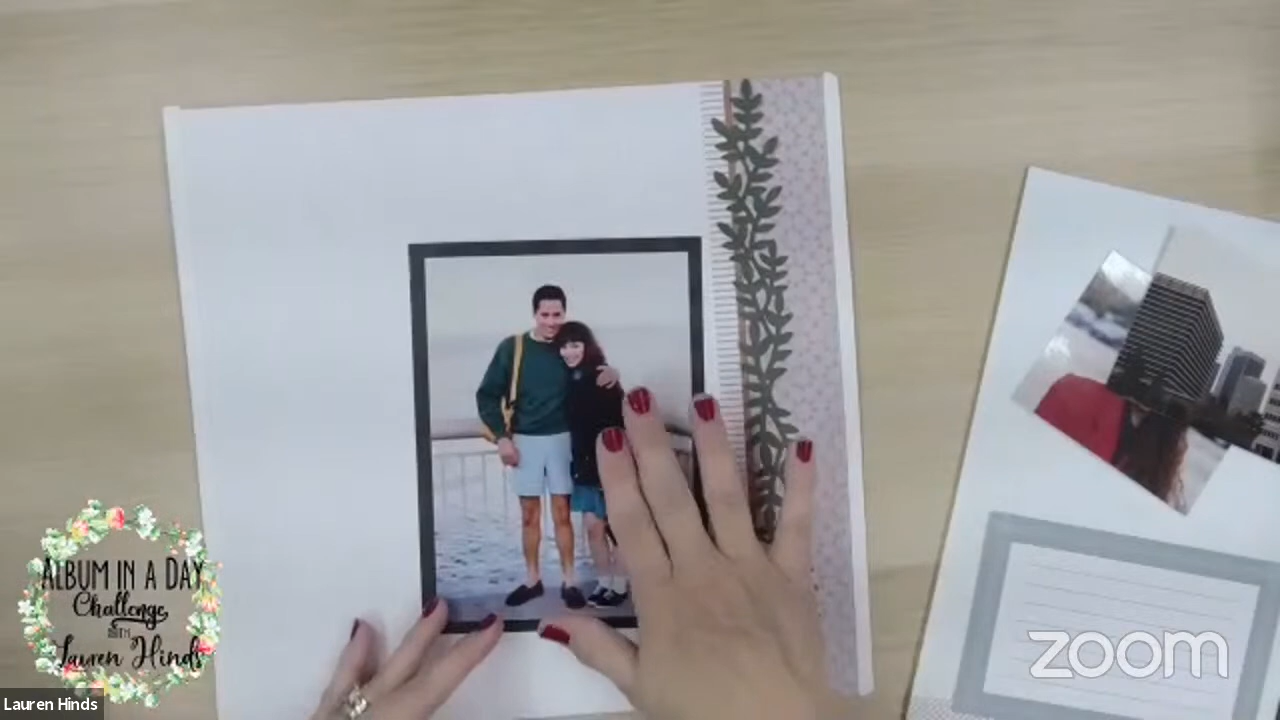 ALBUM IN A DAY
Challenge
WITH
Lauren Hinds
Lauren Hinds
zoom